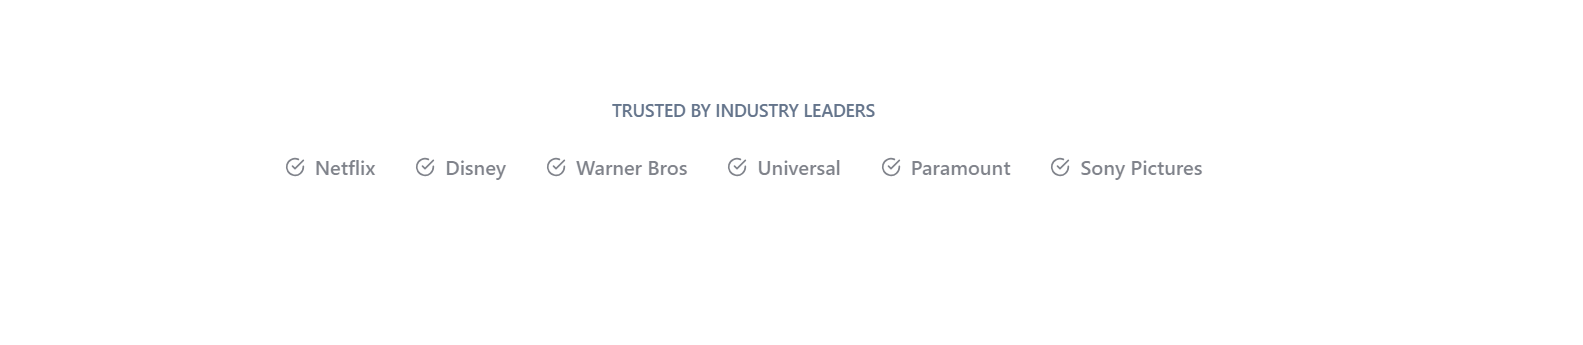 TRUSTED BY INDUSTRY LEADERS
Netflix Disney Warner Bros Universal Paramount Sony Pictures